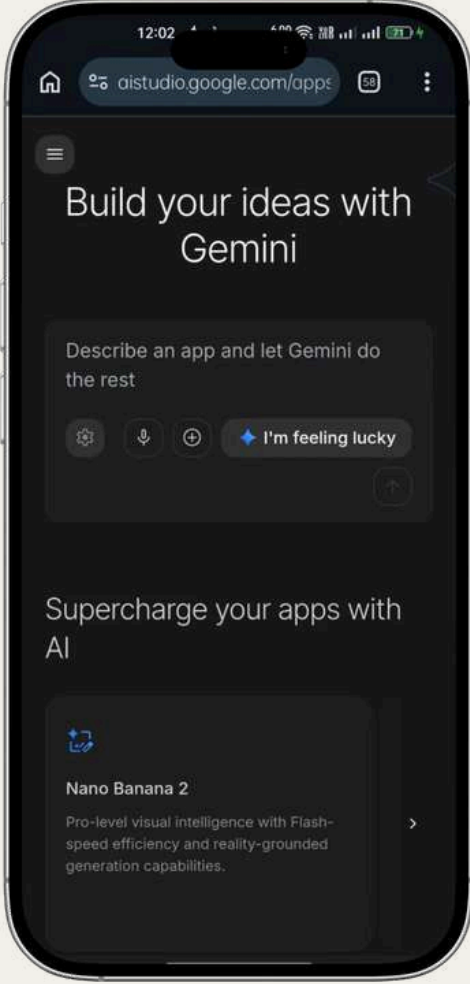 12:02
71
aistudio.google.com/apps
58
Build your ideas with
Gemini
Describe an app and let Gemini do
the rest
I'm feeling lucky
Supercharge your apps with
AI
Nano Banana 2
Pro-level visual intelligence with Flash-
speed efficiency and reality-grounded
generation capabilities.